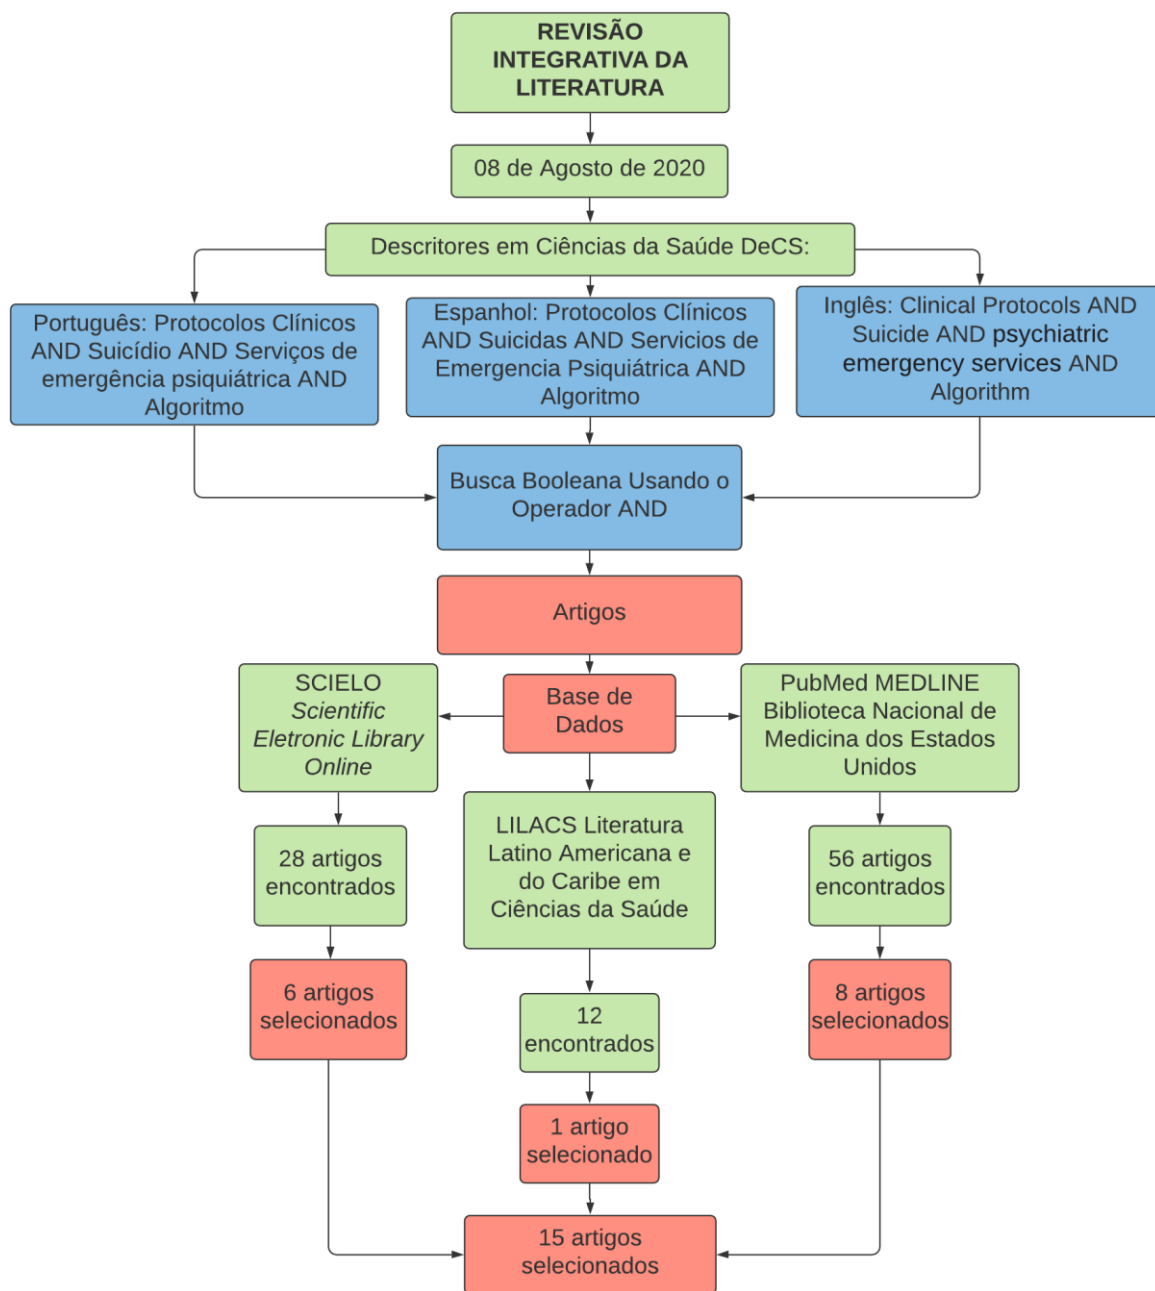 REVISÃO
INTEGRATIVA DA
LITERATURA
08 de Agosto de 2020
Descritores em Ciências da Saúde DeCS:
Português: Protocolos Clínicos
AND Suicídio AND Serviços de
emergência psiquiátrica AND
Algoritmo
Espanhol: Protocolos Clínicos
AND Suicidas AND Servicios de
Emergencia Psiquiátrica AND
Algoritmo
Inglês: Clinical Protocols AND
Suicide AND psychiatric
emergency services AND
Algorithm
Busca Booleana Usando o
Operador AND
Artigos
Base de
Dados
SCIELO
Scientific
Eletronic Library
Online
LILACS Literatura
Latino Americana e
do Caribe em
Ciências da Saúde
PubMed MEDLINE
Biblioteca Nacional de
Medicina dos Estados
Unidos
28 artigos
encontrados
56 artigos
encontrados
6 artigos
selecionados
12
encontrados
8 artigos
selecionados
1 artigo
selecionado
15 artigos
selecionados